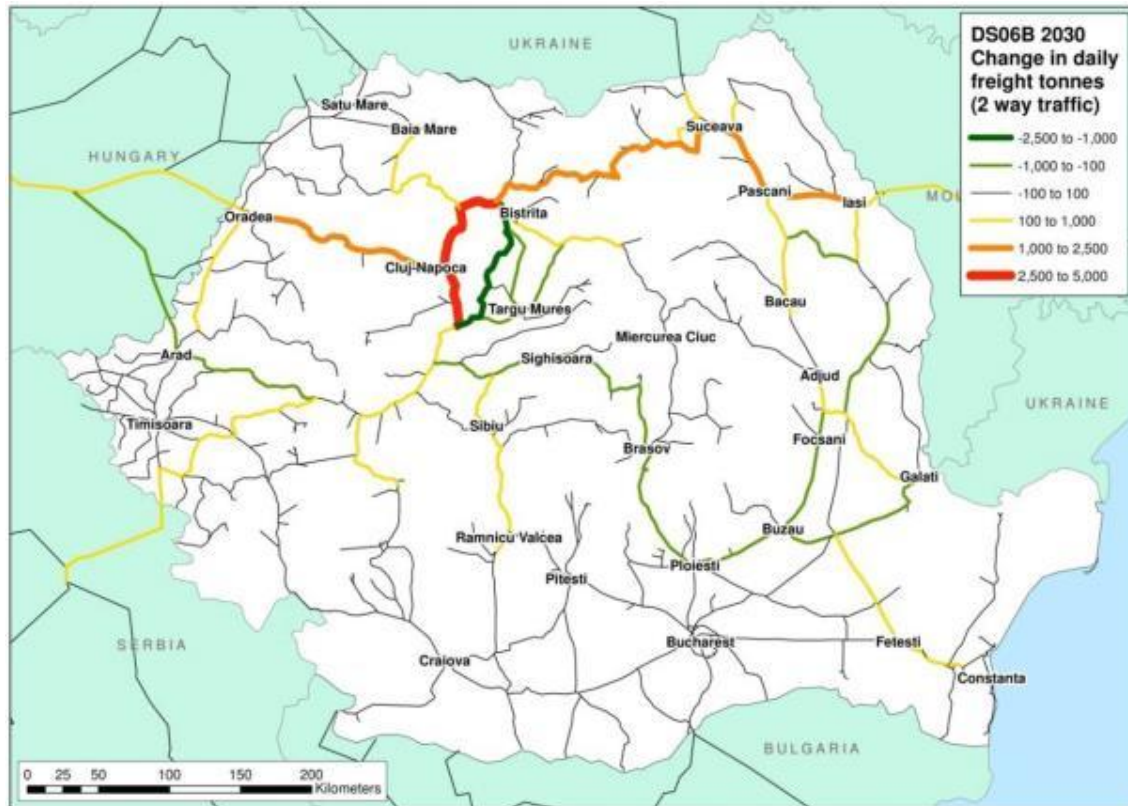 UKRAINE
DS06B 2030
Change in daily
freight tonnes
(2 way traffic)
-2,500 to -1,000
-1,000 to -100
-100 to 100
100 to 1,000
1,000 to 2,500
2,500 to 5,000
Satu Mare
Baia Mare
Suceava
HUNGARY
Pascani
Iasi
MOL
Oradea
Bistrita
Cluj-Napoca
Bacau
Targu Mures
Miercurea Ciuc
Arad
Sighisoara
Adjud
UKRAINE
Timisoara
Sibiu
Focsani
Brasov
Galati
Buzau
Ramnicu Valcea
Ploiesti
Pitesti
SERBIA
Bucharest
Fetesti
Craiova
Constanta
BULGARIA
0 25 50 100 150 200
Kilometers